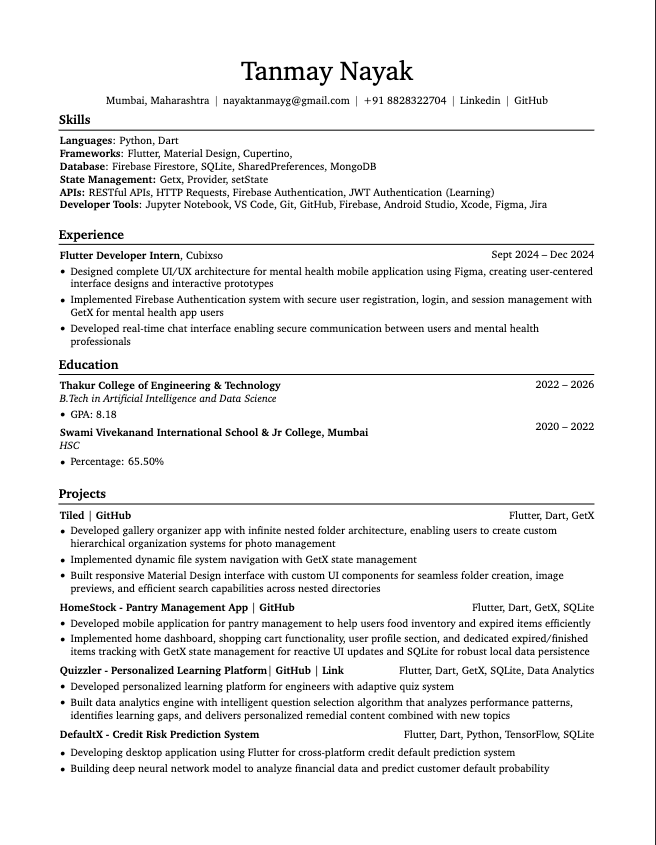 Tanmay Nayak
Mumbai, Maharashtra | nayaktanmayg@gmail.com | +91 8828322704 | Linkedin | GitHub
Skills
Languages: Python, Dart
Frameworks: Flutter, Material Design, Cupertino,
Database: Firebase Firestore, SQLite, SharedPreferences, MongoDB
State Management: Getx, Provider, setState
APIs: RESTful APIs, HTTP Requests, Firebase Authentication, JWT Authentication (Learning)
Developer Tools: Jupyter Notebook, VS Code, Git, GitHub, Firebase, Android Studio, Xcode, Figma, Jira
Experience
Flutter Developer Intern, Cubixso Sept 2024 – Dec 2024
• Designed complete UI/UX architecture for mental health mobile application using Figma, creating user-centered
interface designs and interactive prototypes
• Implemented Firebase Authentication system with secure user registration, login, and session management with
GetX for mental health app users
• Developed real-time chat interface enabling secure communication between users and mental health
professionals
Education
Thakur College of Engineering & Technology 2022 – 2026
B.Tech in Artificial Intelligence and Data Science
• GPA: 8.18
Swami Vivekanand International School & Jr College, Mumbai 2020 – 2022
HSC
• Percentage: 65.50%
Projects
Tiled | GitHub Flutter, Dart, GetX
• Developed gallery organizer app with infinite nested folder architecture, enabling users to create custom
hierarchical organization systems for photo management
• Implemented dynamic file system navigation with GetX state management
• Built responsive Material Design interface with custom UI components for seamless folder creation, image
previews, and efficient search capabilities across nested directories
HomeStock - Pantry Management App | GitHub Flutter, Dart, GetX, SQLite
• Developed mobile application for pantry management to help users food inventory and expired items efficiently
• Implemented home dashboard, shopping cart functionality, user profile section, and dedicated expired/finished
items tracking with GetX state management for reactive UI updates and SQLite for robust local data persistence
Quizzler - Personalized Learning Platform| GitHub | Link Flutter, Dart, GetX, SQLite, Data Analytics
• Developed personalized learning platform for engineers with adaptive quiz system
• Built data analytics engine with intelligent question selection algorithm that analyzes performance patterns,
identifies learning gaps, and delivers personalized remedial content combined with new topics
DefaultX - Credit Risk Prediction System Flutter, Dart, Python, TensorFlow, SQLite
• Developing desktop application using Flutter for cross-platform credit default prediction system
• Building deep neural network model to analyze financial data and predict customer default probability